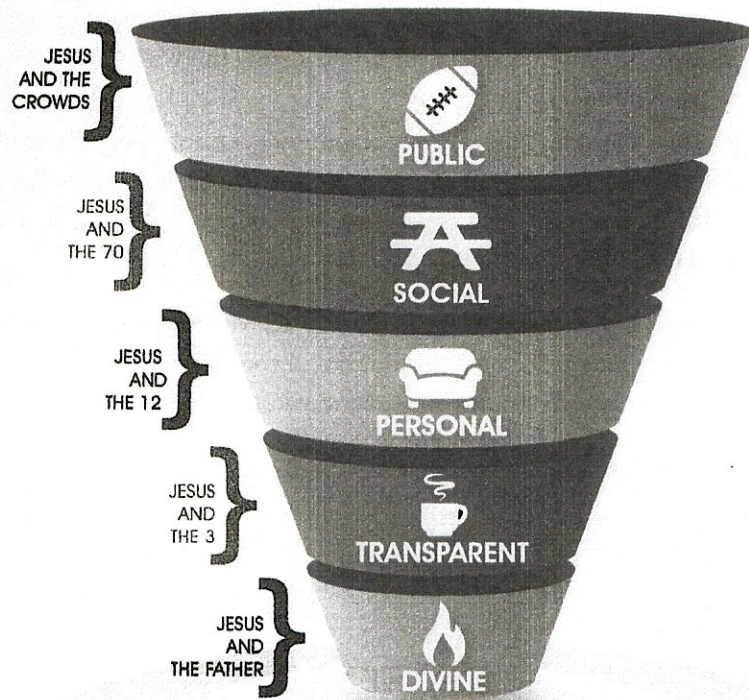 JESUS
AND THE
CROWDS
PUBLIC
JESUS
AND
THE 70
SOCIAL
JESUS
AND
THE 12
PERSONAL
JESUS
AND
THE 3
TRANSPARENT
JESUS
AND
THE FATHER
DIVINE